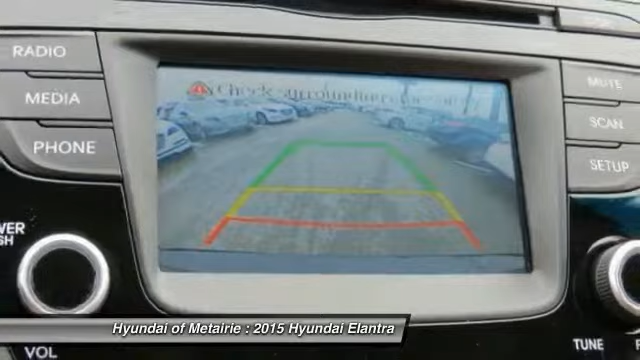 RADIO
MEDIA
PHONE
Check surroundings
MUTE
SCAN
SETUP
VOL
TUNE
Hyundai of Metairie : 2015 Hyundai Elantra